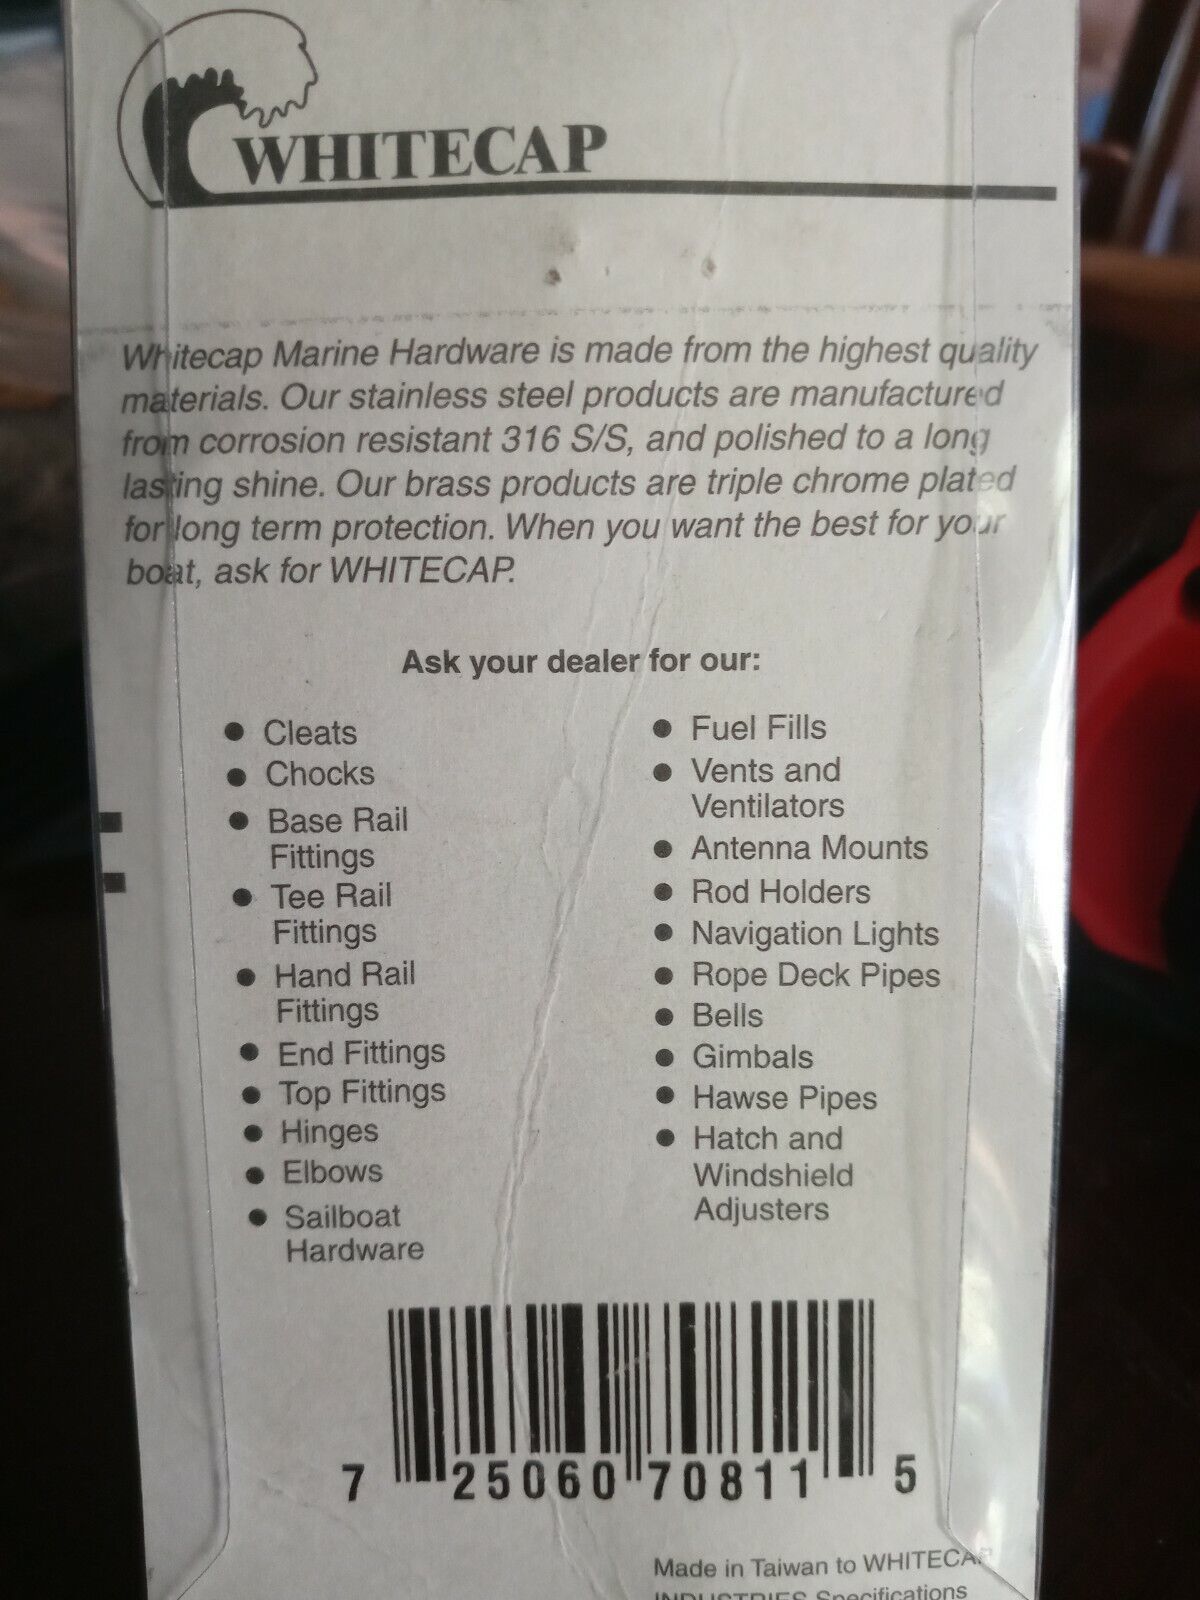 WHITECAP
Whitecap Marine Hardware is made from the highest quality
materials. Our stainless steel products are manufactured
from corrosion resistant 316 S/S, and polished to a long
lasting shine. Our brass products are triple chrome plated
for long term protection. When you want the best for your
boat, ask for WHITECAP.
Ask your dealer for our:
● Cleats
● Chocks
● Base Rail
Fittings
● Tee Rail
Fittings
● Hand Rail
Fittings
● End Fittings
● Top Fittings
● Hinges
● Elbows
● Sailboat
Hardware
● Fuel Fills
● Vents and
Ventilators
● Antenna Mounts
● Rod Holders
● Navigation Lights
● Rope Deck Pipes
● Bells
● Gimbals
● Hawse Pipes
● Hatch and
Windshield
Adjusters
7 25060 70811 5
Made in Taiwan to WHITECAP
INDUSTRIES Specifications